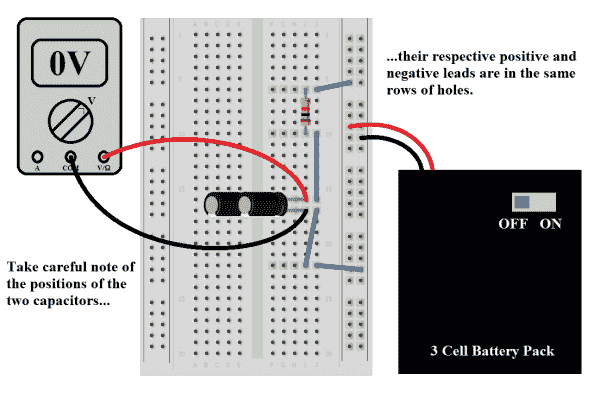 0V
V
A COM V/Ω
...their respective positive and
negative leads are in the same
rows of holes.
OFF ON
Take careful note of
the positions of the
two capacitors...
3 Cell Battery Pack